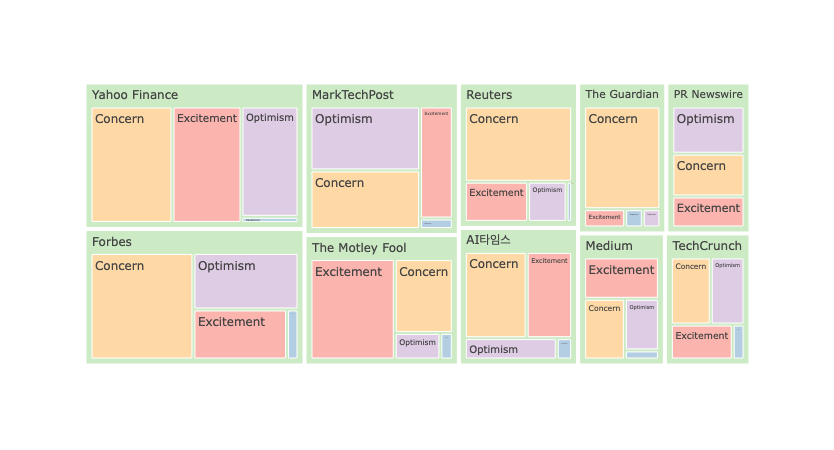 Yahoo Finance
Concern
Excitement
Optimism
MarkTechPost
Optimism
Excitement
Concern
Reuters
Concern
Excitement
Optimism
The Guardian
Concern
Excitement
PR Newswire
Optimism
Concern
Excitement
Forbes
Concern
Optimism
Excitement
The Motley Fool
Excitement
Concern
Optimism
AI타임스
Concern
Excitement
Optimism
Medium
Excitement
Concern
Optimism
TechCrunch
Concern
Optimism
Excitement